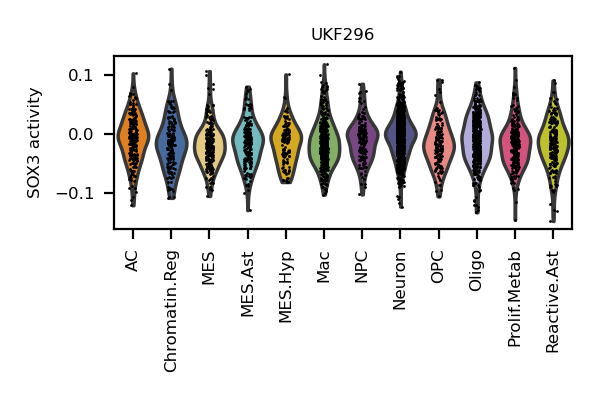 UKF296
SOX3 activity
0.1
0.0
−0.1
AC
Chromatin.Reg
MES
MES.Ast
MES.Hyp
Mac
NPC
Neuron
OPC
Oligo
Prolif.Metab
Reactive.Ast